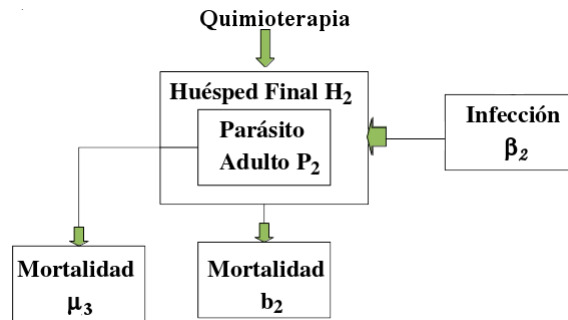 Quimioterapia
Huésped Final H₂
Parásito
Adulto P₂
Infección
β₂
Mortalidad
μ₃
Mortalidad
b₂